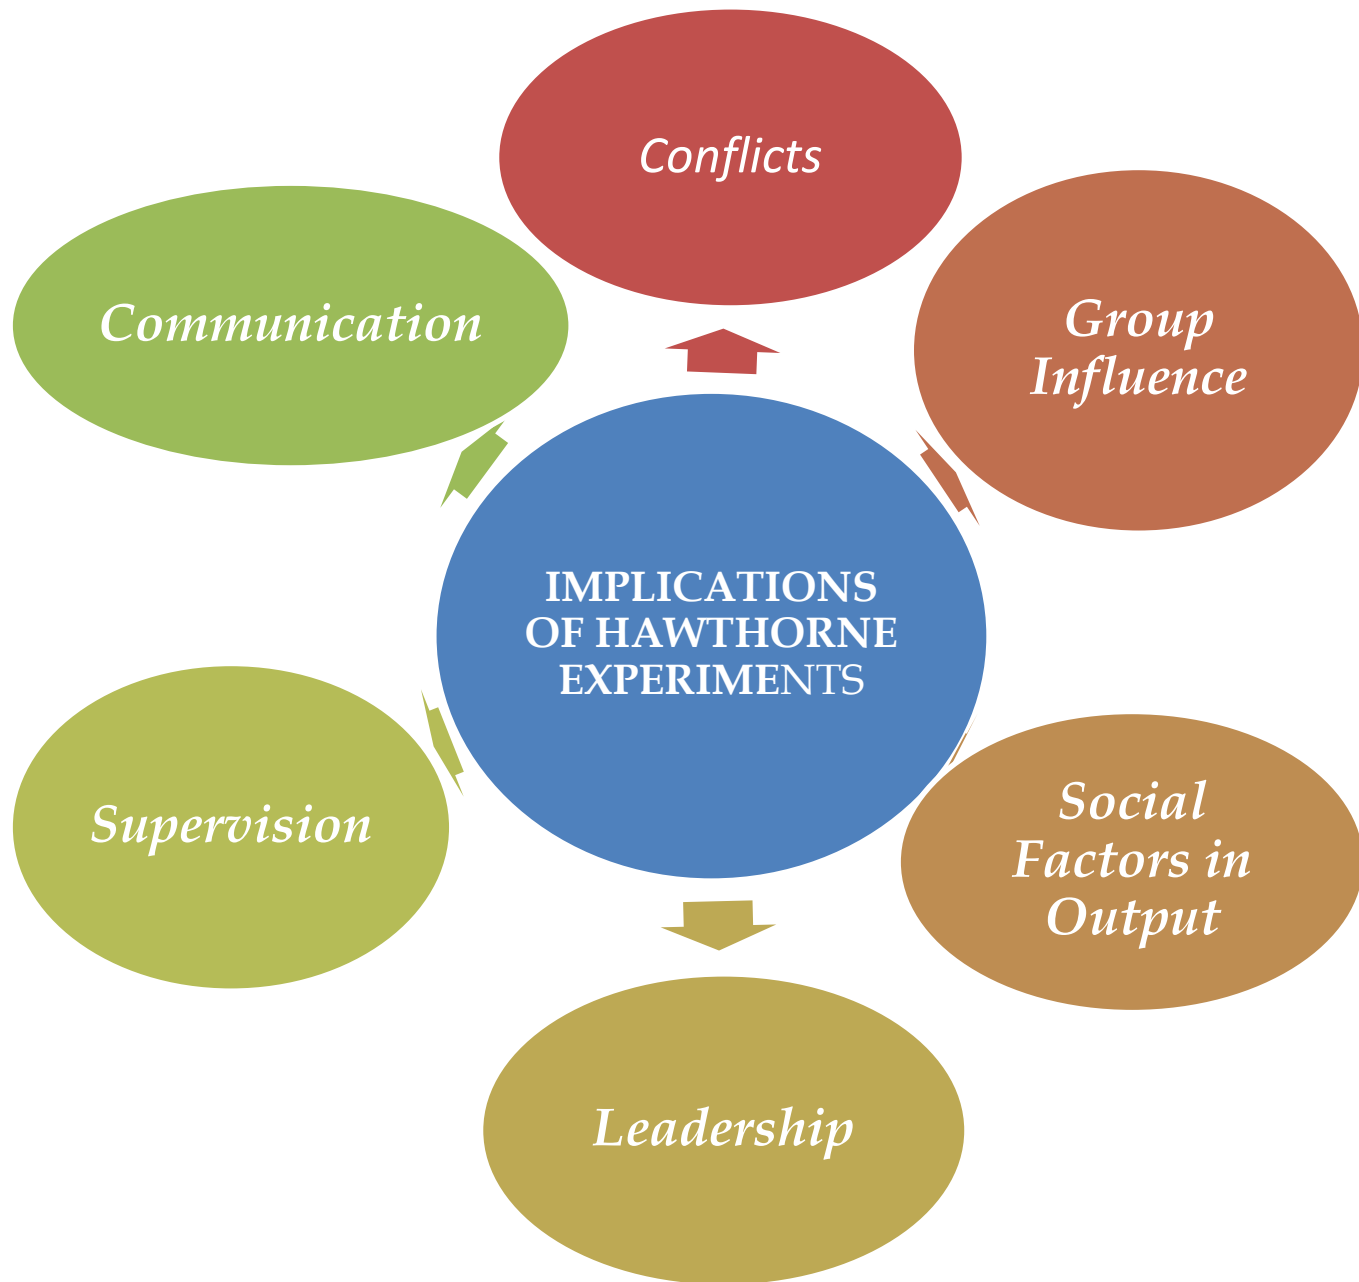 Conflicts
Communication
Group
Influence
IMPLICATIONS
OF HAWTHORNE
EXPERIMENTS
Supervision
Social
Factors in
Output
Leadership